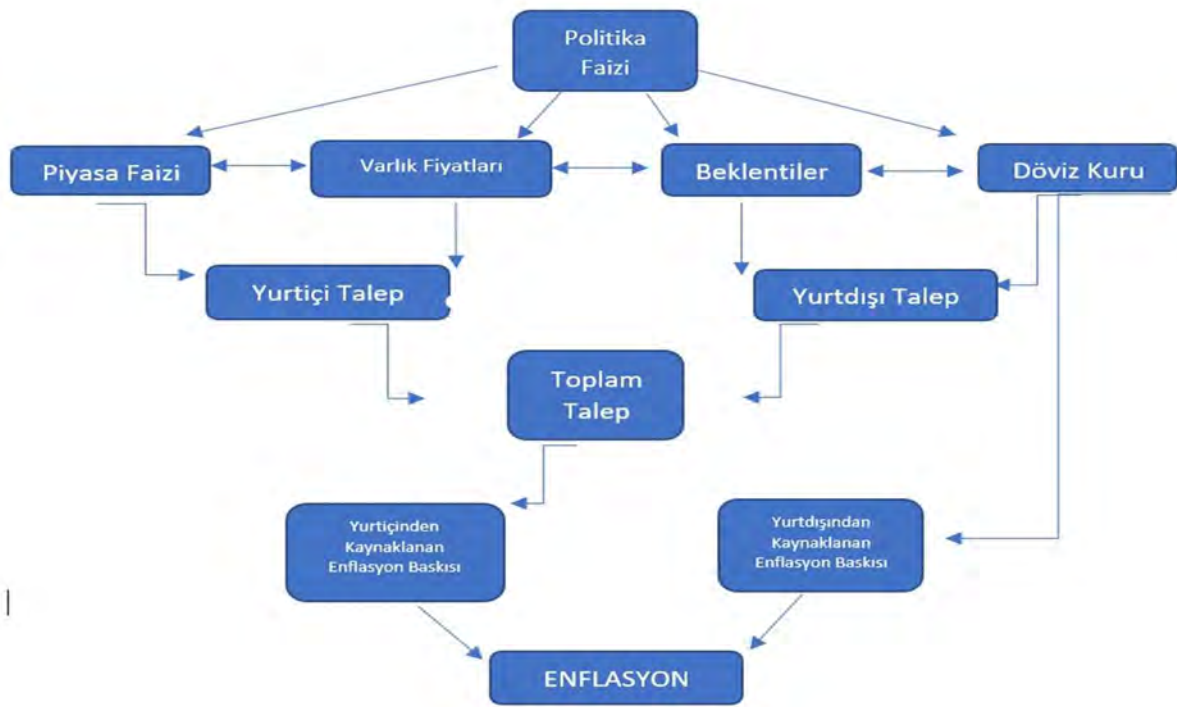 Politika
Faizi
Piyasa Faizi
Varlık Fiyatları
Beklentiler
Döviz Kuru
Yurtiçi Talep
Yurtdışı Talep
Toplam
Talep
Yurtiçinden
Kaynaklanan
Enflasyon Baskısı
Yurtdışından
Kaynaklanan
Enflasyon Baskısı
ENFLASYON